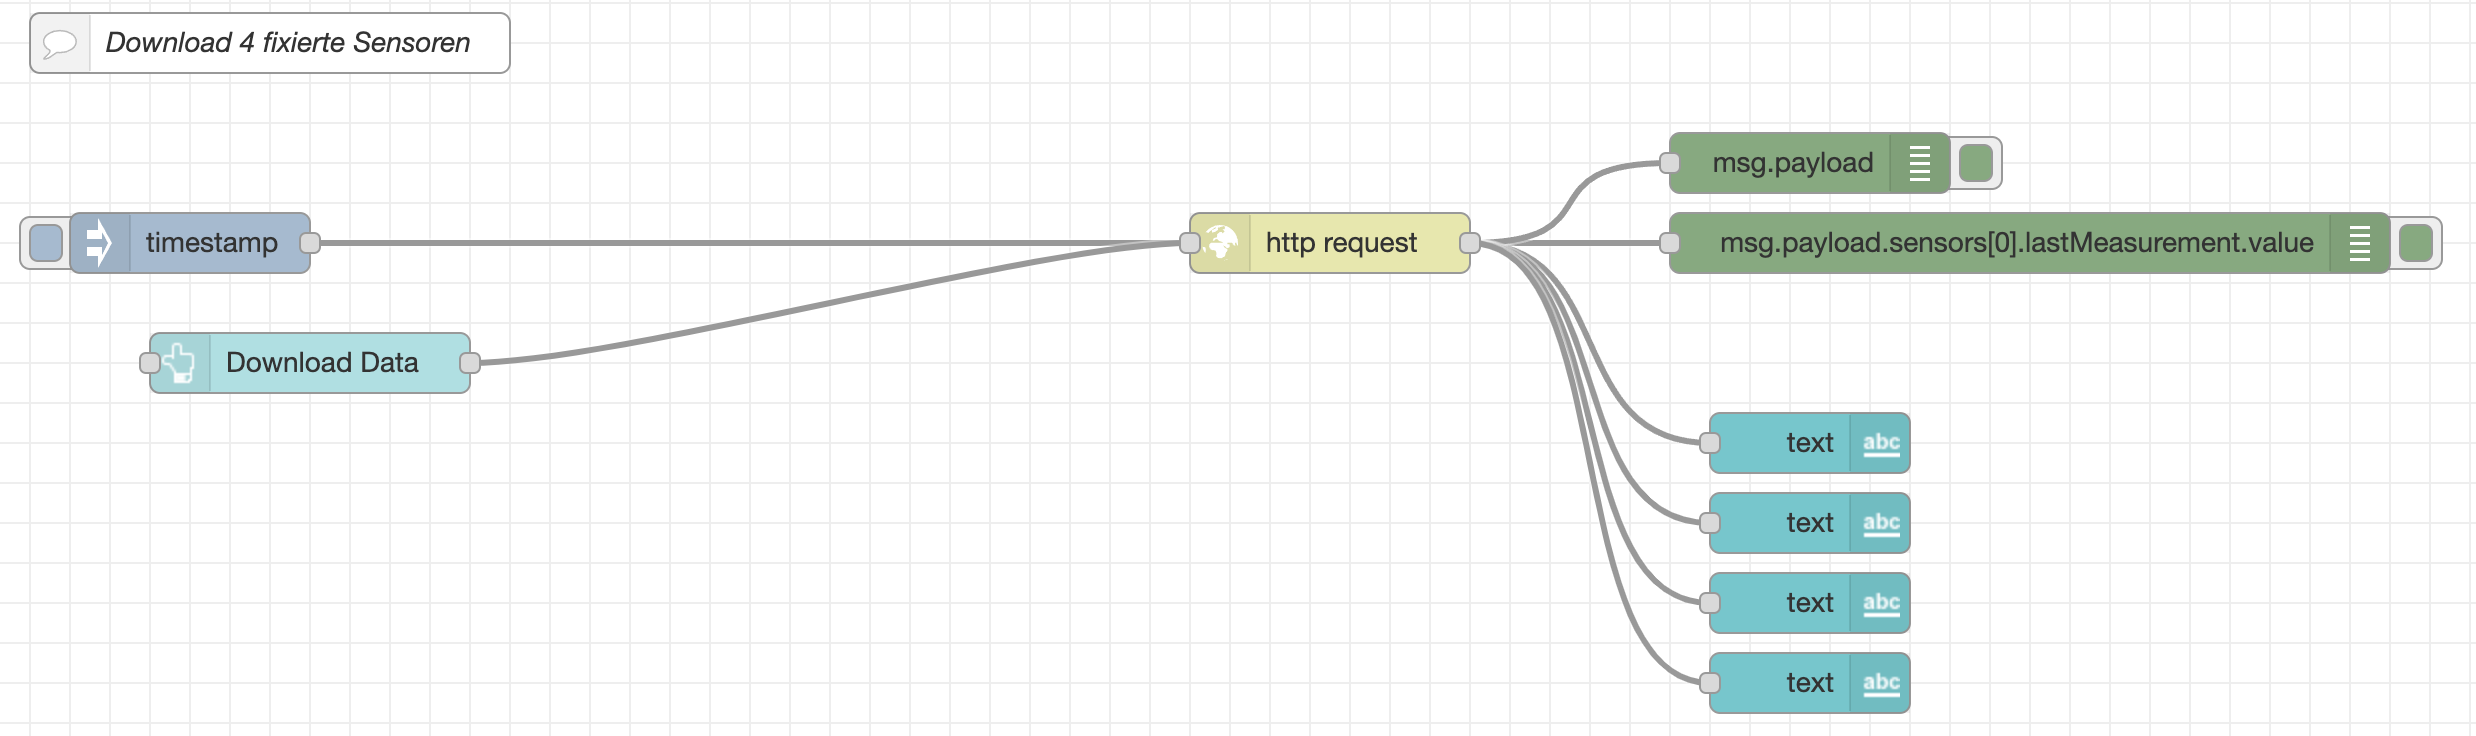 Download 4 fixierte Sensoren
msg.payload
timestamp
http request
msg.payload.sensors[0].lastMeasurement.value
Download Data
text abc
text abc
text abc
text abc